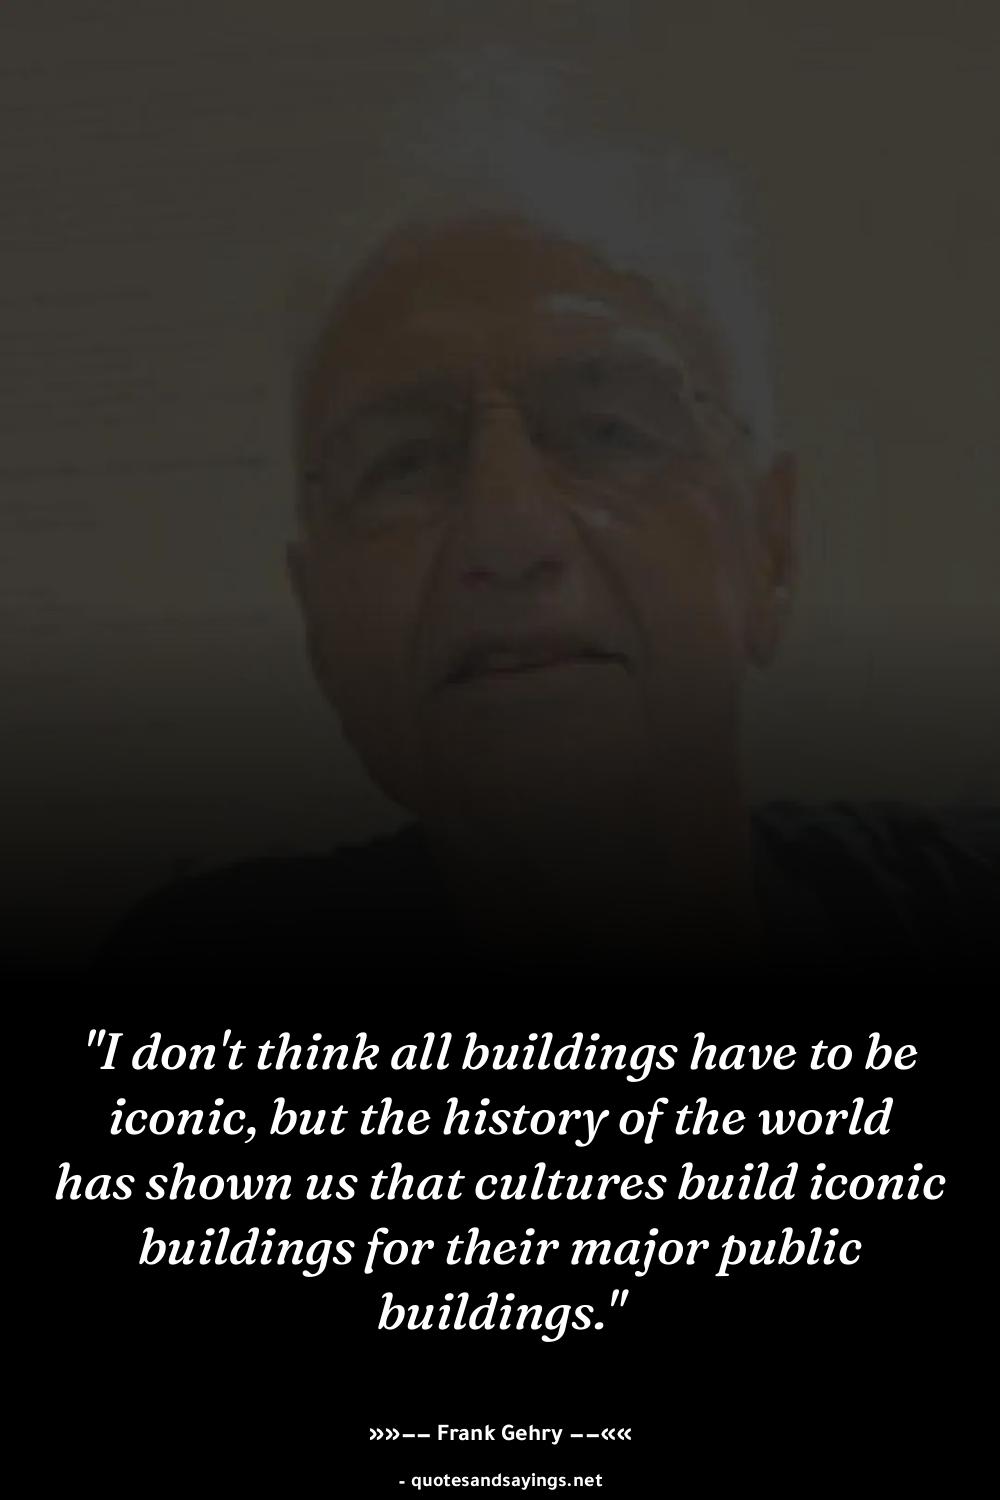 "I don't think all buildings have to be
iconic, but the history of the world
has shown us that cultures build iconic
buildings for their major public
buildings."
»»−− Frank Gehry −−««
- quotesandsayings.net